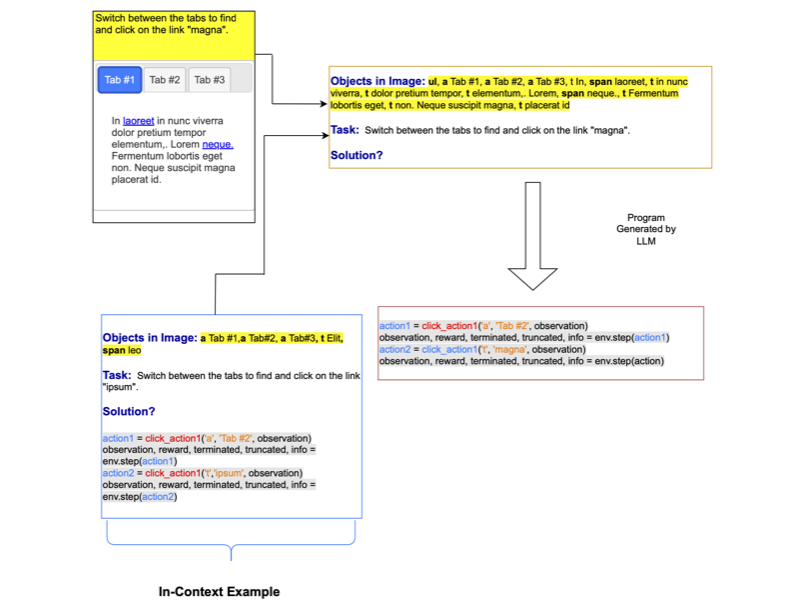 Switch between the tabs to find
and click on the link "magna".
Tab #1 Tab #2 Tab #3
In laoreet in nunc viverra
dolor pretium tempor
elementum,. Lorem neque.
Fermentum lobortis eget
non. Neque suscipit magna
placerat id.
Objects in Image: ul, a Tab #1, a Tab #2, a Tab #3, t In, span laoreet, t in nunc
viverra, t dolor pretium tempor, t elementum,. Lorem, span neque., t Fermentum
lobortis eget, t non. Neque suscipit magna, t placerat id
Task: Switch between the tabs to find and click on the link "magna".
Solution?
Program
Generated by
LLM
action1 = click_action1('a', 'Tab #2', observation)
observation, reward, terminated, truncated, info = env.step(action1)
action2 = click_action1('t', 'magna', observation)
observation, reward, terminated, truncated, info = env.step(action)
Objects in Image: a Tab #1,a Tab#2, a Tab#3, t Elit,
span leo
Task: Switch between the tabs to find and click on the link
"ipsum".
Solution?
action1 = click_action1('a', 'Tab #2', observation)
observation, reward, terminated, truncated, info =
env.step(action1)
action2 = click_action1('t','ipsum', observation)
observation, reward, terminated, truncated, info =
env.step(action2)
In-Context Example